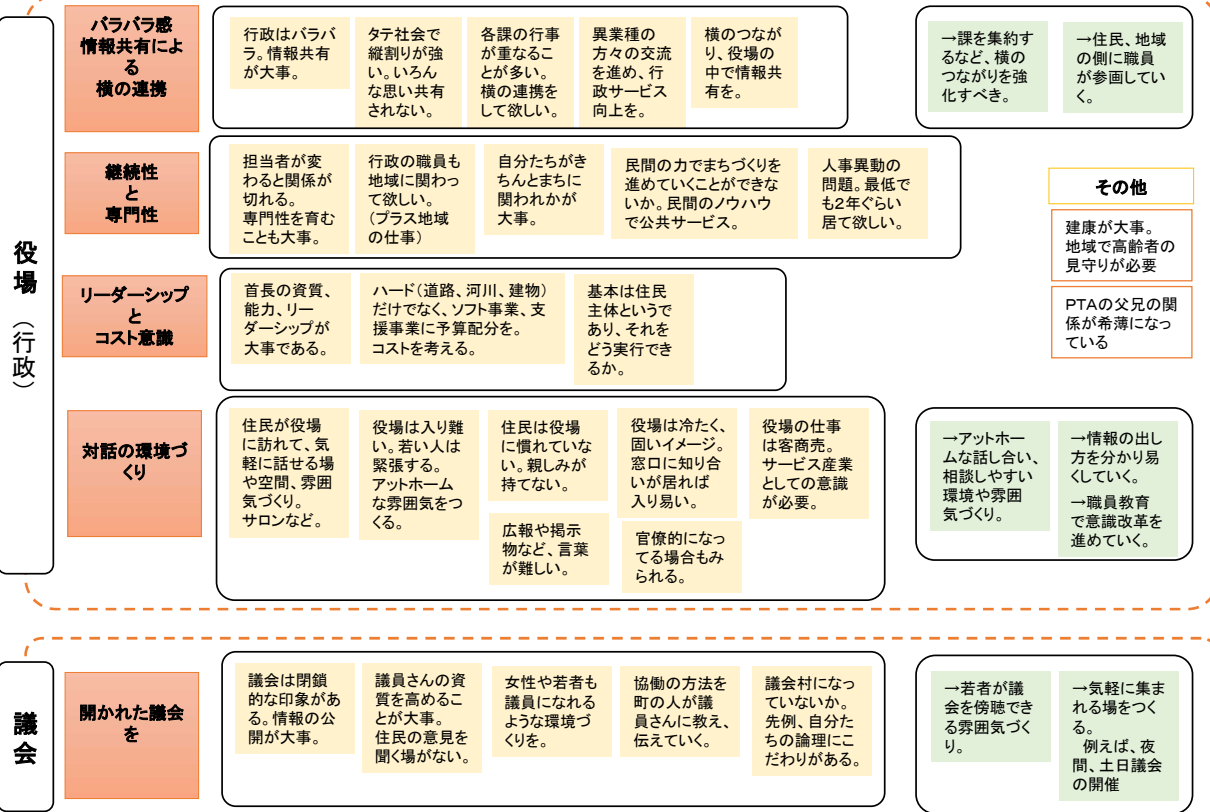 役場（行政）
バラバラ感
情報共有によ
る
横の連携
行政はバラバ
ラ。情報共有
が大事。
タテ社会で
縦割りが強
い。いろん
な思い共有
されない。
各課の行事
が重なるこ
とが多い。
横の連携を
して欲しい。
異業種の
方々の交流
を進め、行
政サービス
向上を。
横のつなが
り、役場の
中で情報共
有を。
→課を集約す
るなど、横の
つながりを強
化すべき。
→住民、地域
の側に職員
が参画してい
く。
継続性
と
専門性
担当者が変
わると関係が
切れる。
専門性を育む
ことも大事。
行政の職員も
地域に関わっ
て欲しい。
(プラス地域
の仕事）
自分たちがき
ちんとまちに
関われかが
大事。
民間の力でまちづくりを
進めていくことができな
いか。民間のノウハウ
で公共サービス。
人事異動の
問題。最低で
も2年ぐらい
居て欲しい。
その他
建康が大事。
地域で高齢者の
見守りが必要
PTAの父兄の関
係が希薄になっ
ている
リーダーシップ
と
コスト意識
首長の資質、
能力、リー
ダーシップが
大事である。
ハード（道路、河川、建物）
だけでなく、ソフト事業、支
援事業に予算配分を。
コストを考える。
基本は住民
主体というで
あり、それを
どう実行でき
るか。
対話の環境づ
くり
住民が役場
に訪れて、気
軽に話せる場
や空間、雰囲
気づくり。
サロンなど。
役場は入り難
い。若い人は
緊張する。
アットホーム
な雰囲気をつ
くる。
住民は役場
に慣れていな
い。親しみが
持てない。
役場は冷たく、
固いイメージ。
窓口に知り合
いが居れば
入り易い。
役場の仕事
は客商売。
サービス産業
としての意識
が必要。
広報や掲示
物など、言葉
が難しい。
官僚的になっ
てる場合もみ
られる。
→アットホー
ムな話し合い、
相談しやすい
環境や雰囲
気づくり。
→情報の出し
方を分かり易
くしていく。
→職員教育
で意識改革を
進めていく。
議会
開かれた議会
を
議会は閉鎖
的な印象があ
る。情報の公
開が大事。
議員さんの資
質を高めるこ
とが大事。
住民の意見を
聞く場がない。
女性や若者も
議員になれる
ような環境づ
くりを。
協働の方法を
町の人が議
員さんに教え、
伝えていく。
議会村になっ
ていないか。
先例、自分た
ちの論理にこ
だわりがある。
→若者が議
会を傍聴でき
る雰囲気づく
り。
→気軽に集ま
れる場をつく
る。
例えば、夜
間、土日議会
の開催